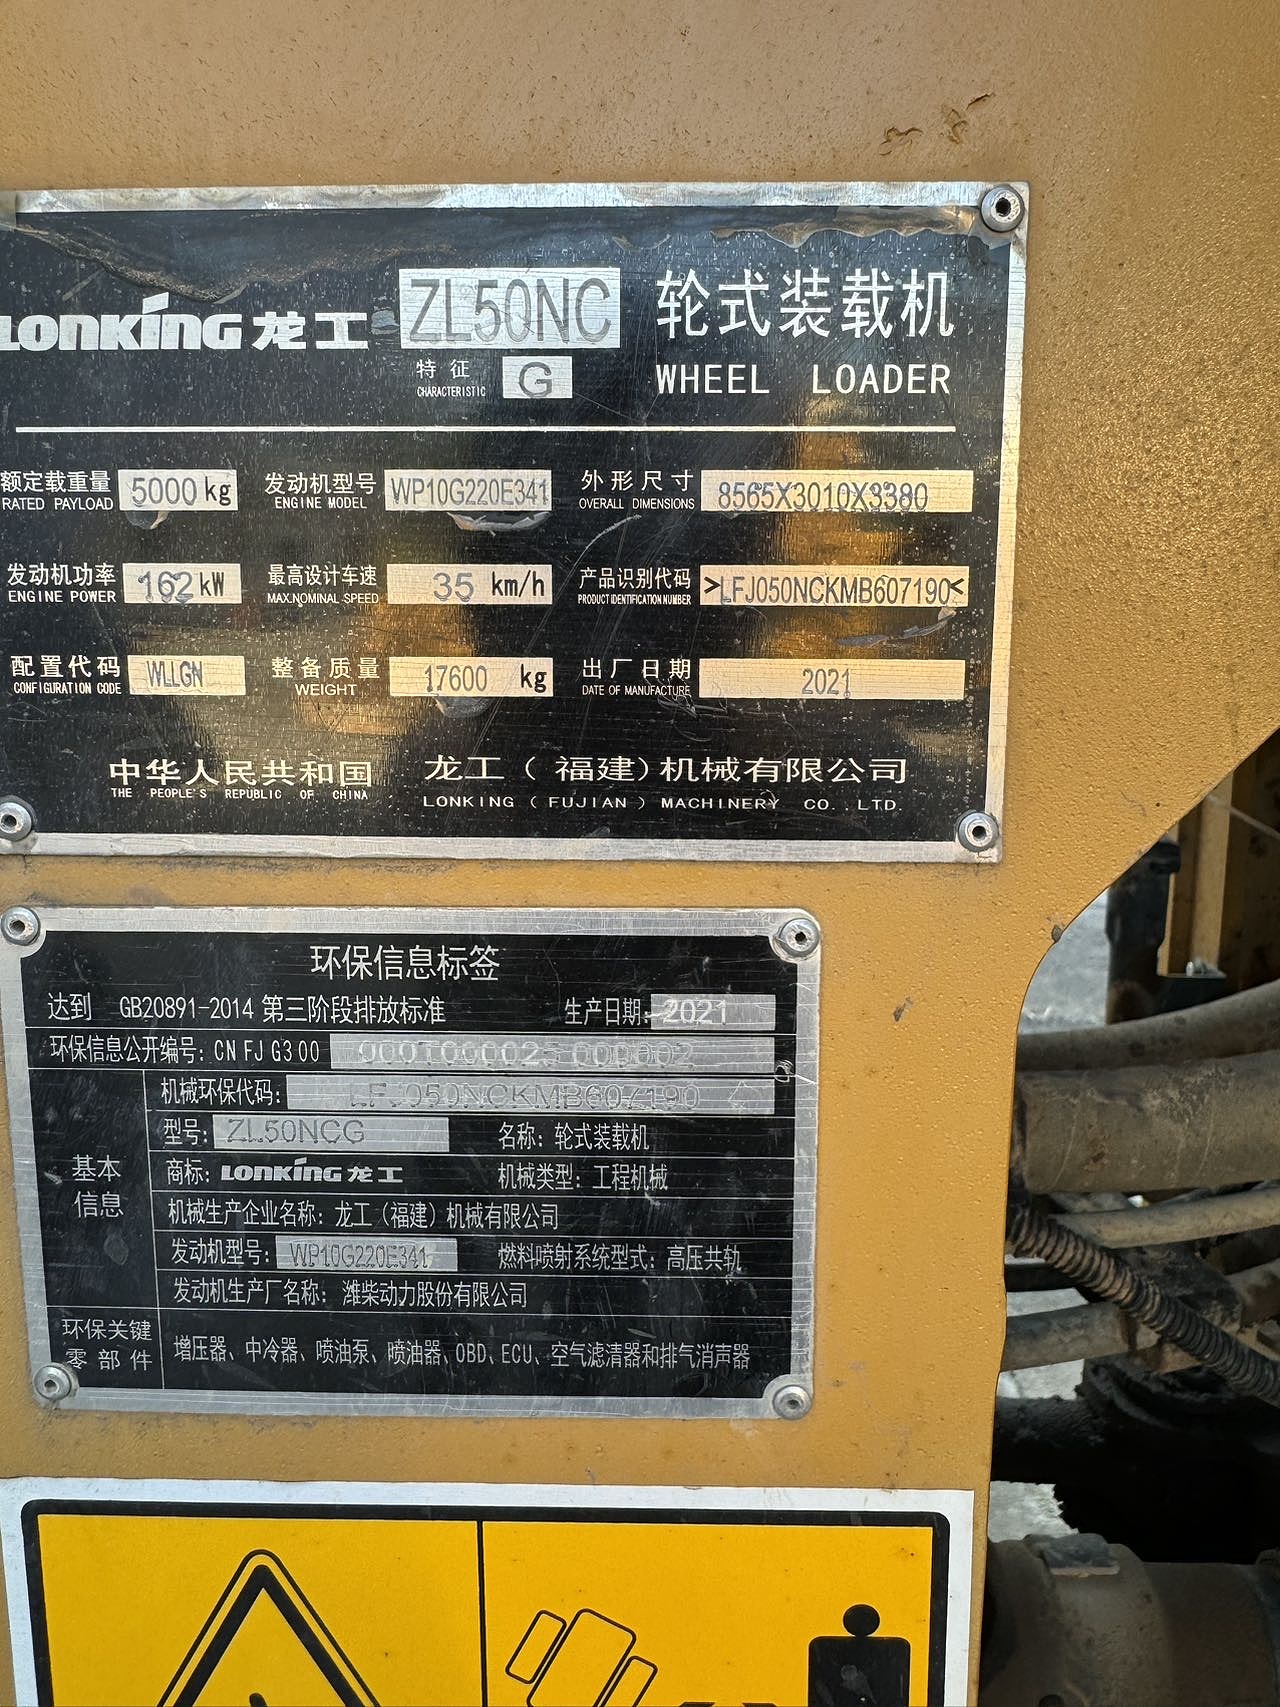 LONKING 龙工 ZL50NC 轮式装载机
特征 G WHEEL LOADER
CHARACTERISTIC
额定载重量 5000 kg 发动机型号 WP10G220E341 外形尺寸 8565X3010X3380
RATED PAYLOAD ENGINE MODEL OVERALL DIMENSIONS
发动机功率 162 kW 最高设计车速 35 km/h 产品识别代码 >LFJ050NCKMB607190<
ENGINE POWER MAX.NOMINAL SPEED PRODUCT IDENTIFICATION NUMBER
配置代码 WLLGN 整备质量 17600 kg 出厂日期 2021
CONFIGURATION CODE WEIGHT DATE OF MANUFACTURE
中华人民共和国 龙工(福建)机械有限公司
THE PEOPLE'S REPUBLIC OF CHINA LONKING (FUJIAN) MACHINERY CO.,LTD.
环保信息标签
达到 GB20891-2014 第三阶段排放标准 生产日期: 2021
环保信息公开编号: CN FJ G3 00
机械环保代码: LFJ050NCKMB607190
型号: ZL50NCG 名称: 轮式装载机
基本信息 商标: LONKING 龙工 机械类型: 工程机械
机械生产企业名称: 龙工(福建)机械有限公司
发动机型号: WP10G220E341 燃料喷射系统型式: 高压共轨
发动机生产厂名称: 潍柴动力股份有限公司
环保关键零部件 增压器、中冷器、喷油泵、喷油器、OBD、ECU、空气滤清器和排气消声器